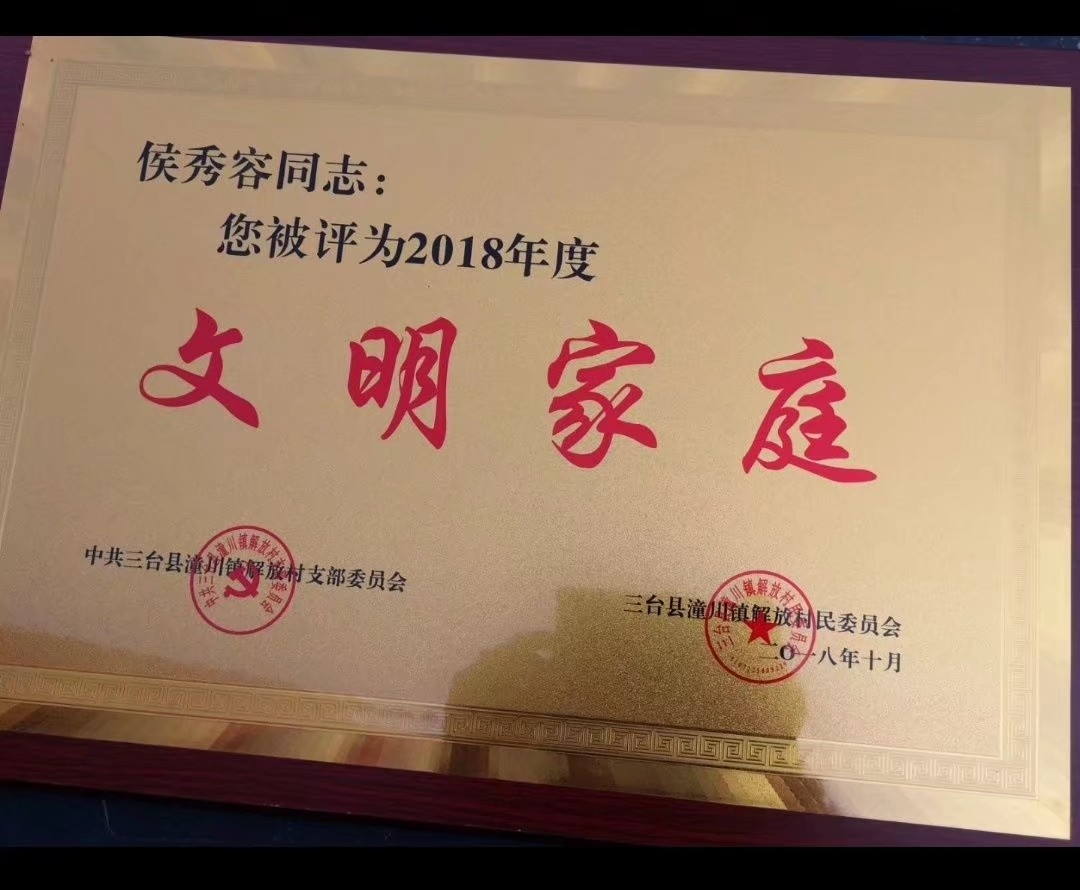 侯秀容同志：
您被评为2018年度
文明家庭
中共三台县潼川镇解放村支部委员会
三台县潼川镇解放村民委员会
二〇一八年十月